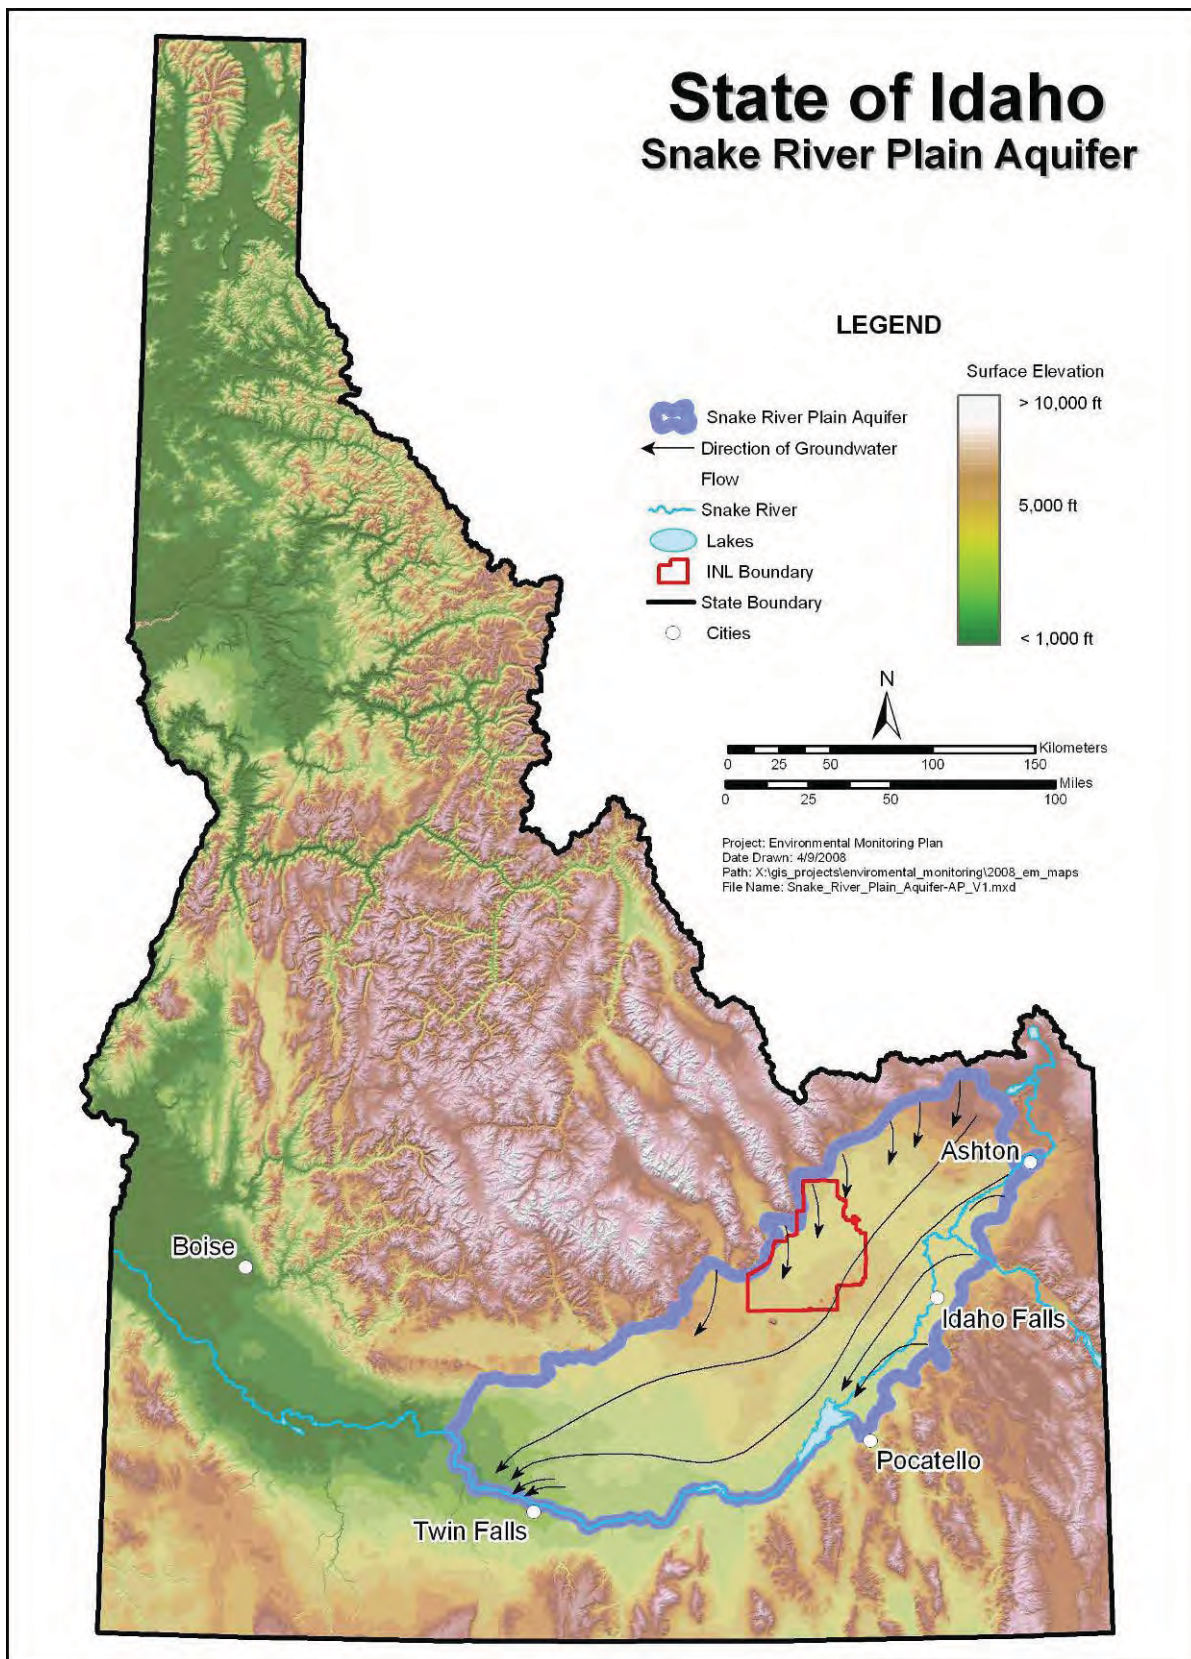 State of Idaho
Snake River Plain Aquifer
LEGEND
Surface Elevation
> 10,000 ft
5,000 ft
< 1,000 ft
Snake River Plain Aquifer
Direction of Groundwater
Flow
Snake River
Lakes
INL Boundary
State Boundary
Cities
N
Kilometers
0 25 50 100 150
Miles
0 25 50 100
Project: Environmental Monitoring Plan
Date Drawn: 4/9/2008
Path: X:\gis_projects\enviromental_monitoring\2008_em_maps
File Name: Snake_River_Plain_Aquifer-AP_V1.mxd
Ashton
Boise
Idaho Falls
Pocatello
Twin Falls